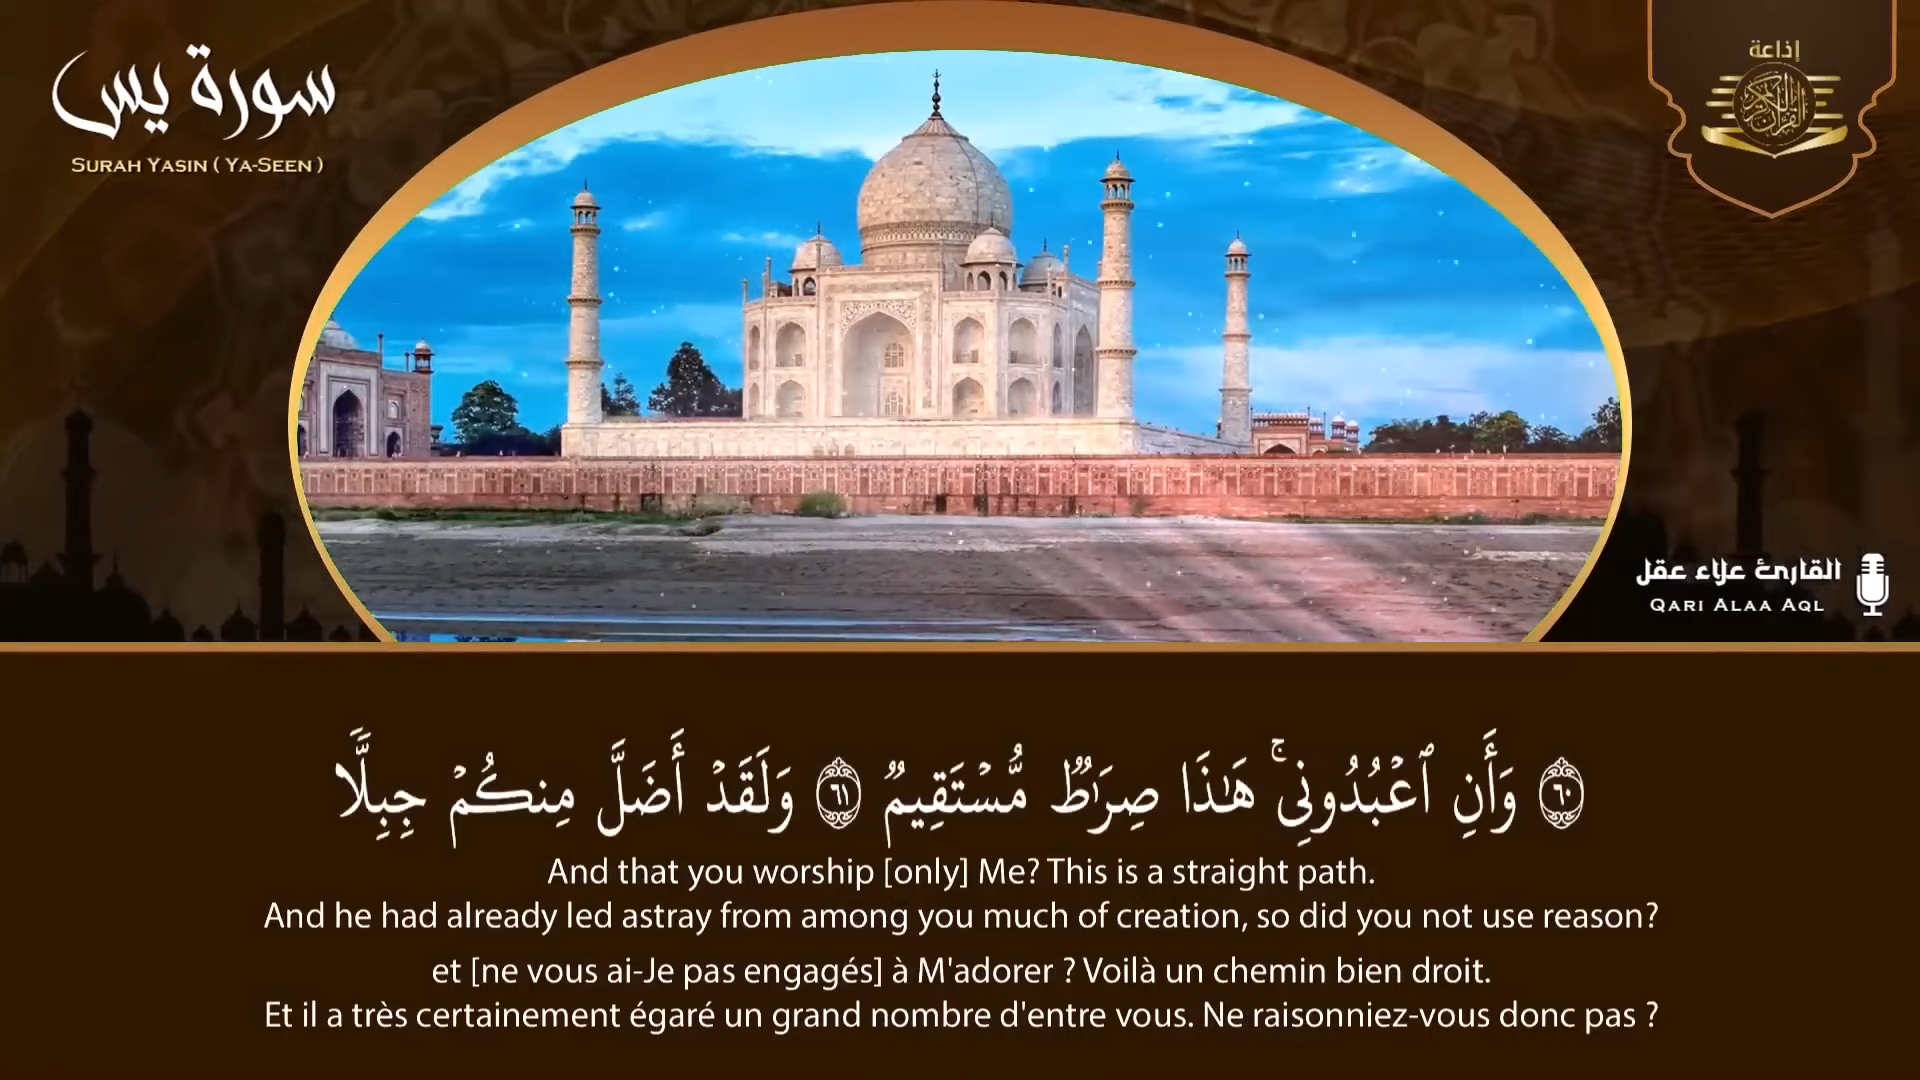 سورة يس
SURAH YASIN ( YA-SEEN )
إذاعة
القرآن الكريم
القارئ علاء عقل
QARI ALAA AQL
۝٦٠ وَأَنِ ٱعْبُدُونِى ۚ هَـٰذَا صِرَٰطٌ مُّسْتَقِيمٌ ۝٦١ وَلَقَدْ أَضَلَّ مِنكُمْ جِبِلًّا
And that you worship [only] Me? This is a straight path.
And he had already led astray from among you much of creation, so did you not use reason?
et [ne vous ai-Je pas engagés] à M'adorer ? Voilà un chemin bien droit.
Et il a très certainement égaré un grand nombre d'entre vous. Ne raisonniez-vous donc pas ?